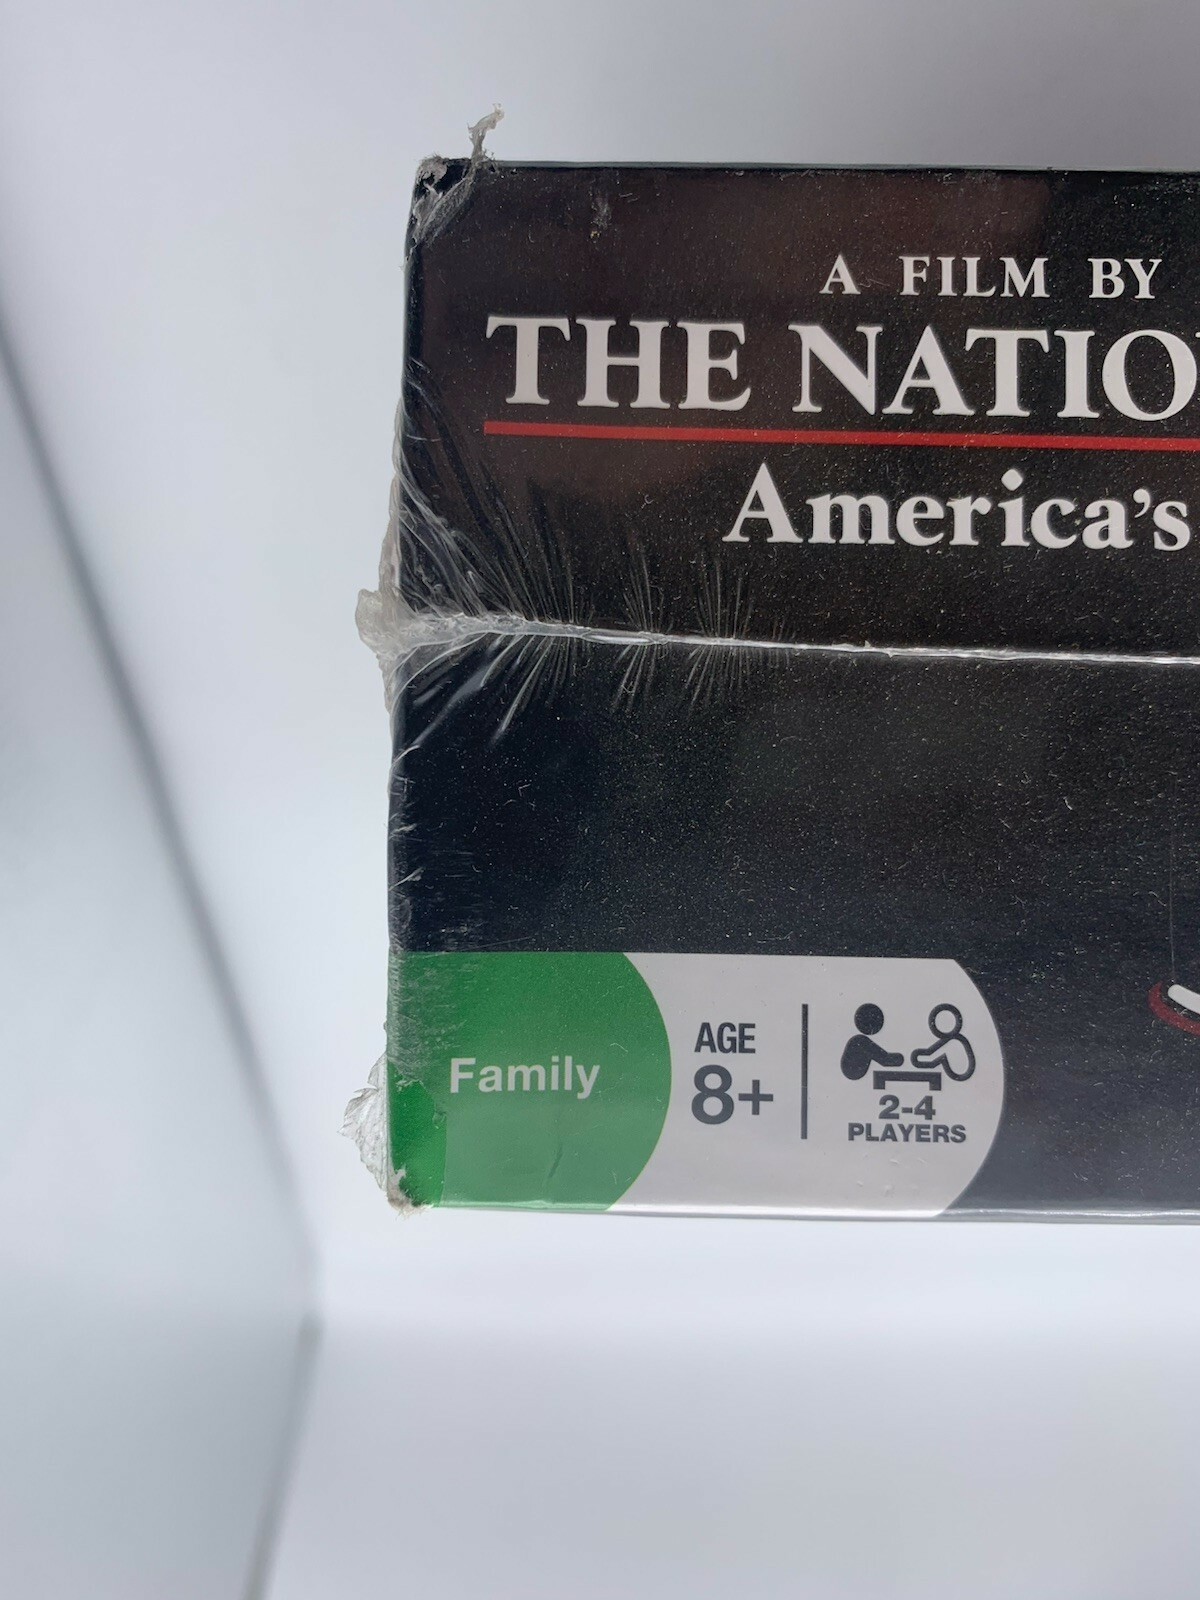 A FILM BY
THE NATIO
America's
Family
AGE
8+
2-4
PLAYERS